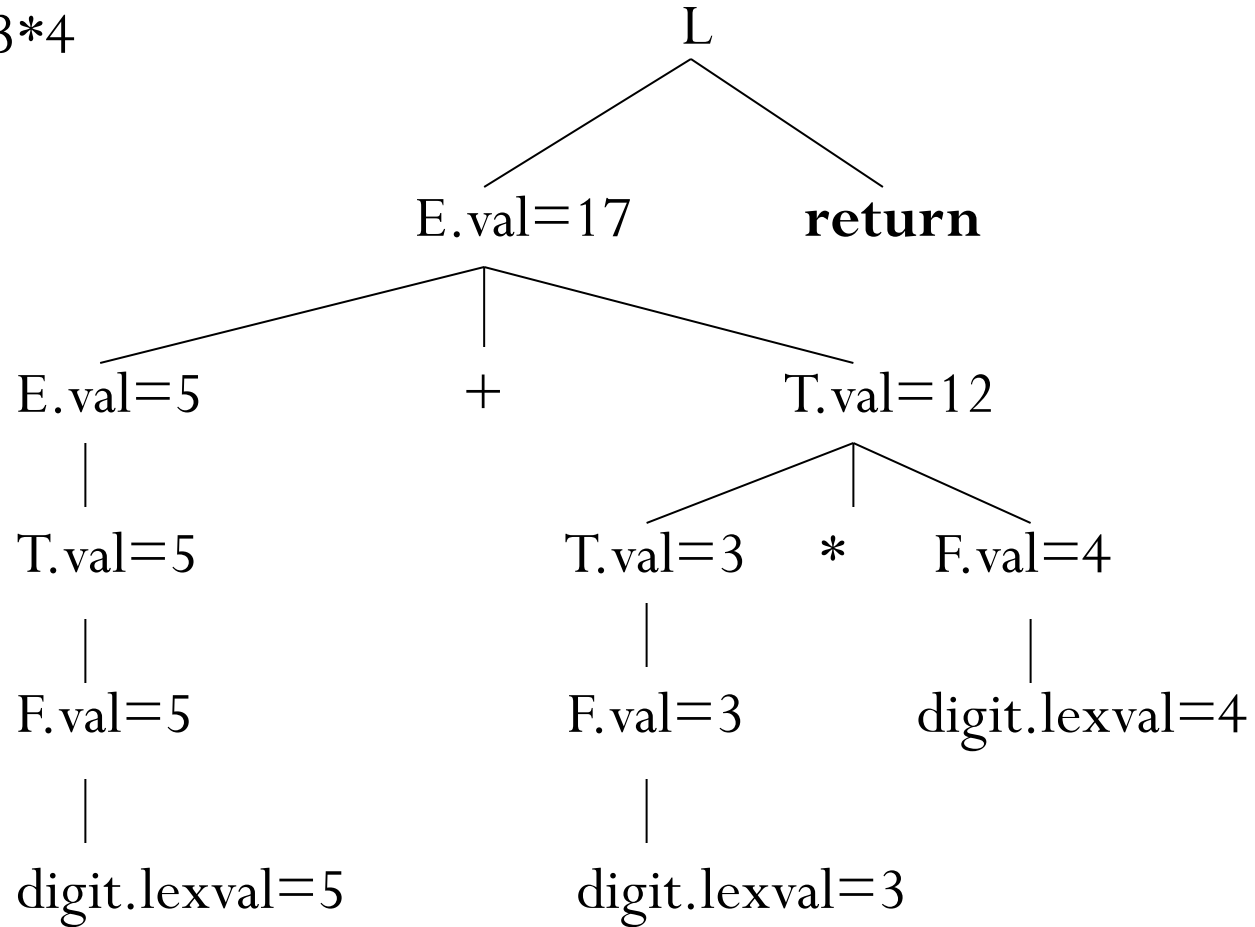 3*4
L
E.val=17 return
E.val=5 + T.val=12
T.val=5 T.val=3 * F.val=4
F.val=5 F.val=3 digit.lexval=4
digit.lexval=5 digit.lexval=3